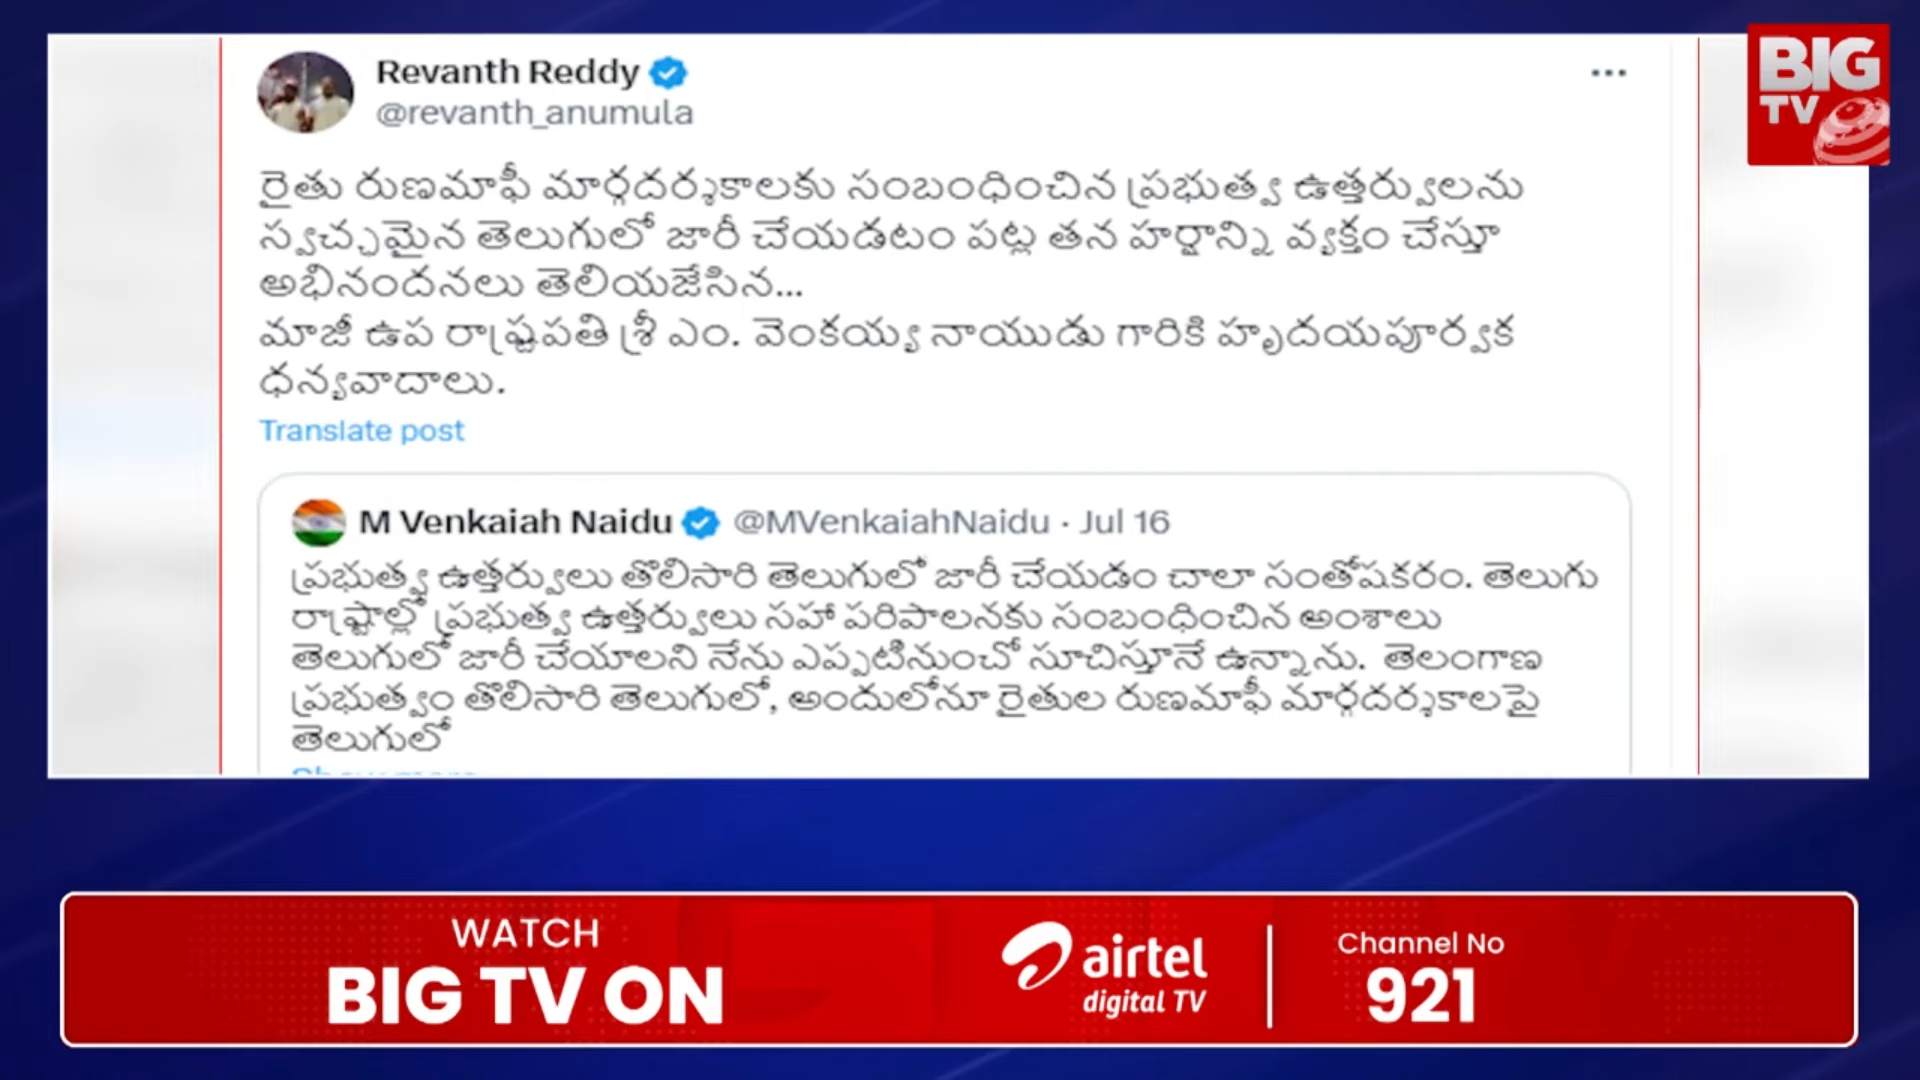 Revanth Reddy
@revanth_anumula
BIG
TV
రైతు రుణమాఫీ మార్గదర్శకాలకు సంబంధించిన ప్రభుత్వ ఉత్తర్వులను
స్వచ్ఛమైన తెలుగులో జారీ చేయడటం పట్ల తన హర్షాన్ని వ్యక్తం చేస్తూ
అభినందనలు తెలియజేసిన...
మాజీ ఉప రాష్ట్రపతి శ్రీ ఎం. వెంకయ్య నాయుడు గారికి హృదయపూర్వక
ధన్యవాదాలు.
Translate post
M Venkaiah Naidu @MVenkaiahNaidu · Jul 16
ప్రభుత్వ ఉత్తర్వులు తొలిసారి తెలుగులో జారీ చేయడం చాలా సంతోషకరం. తెలుగు
రాష్ట్రాల్లో ప్రభుత్వ ఉత్తర్వులు సహా పరిపాలనకు సంబంధించిన అంశాలు
తెలుగులో జారీ చేయాలని నేను ఎప్పటినుంచో సూచిస్తూనే ఉన్నాను. తెలంగాణ
ప్రభుత్వం తొలిసారి తెలుగులో, అందులోనూ రైతుల రుణమాఫీ మార్గదర్శకాలపై
తెలుగులో
WATCH
BIG TV ON
airtel
digital TV
Channel No
921